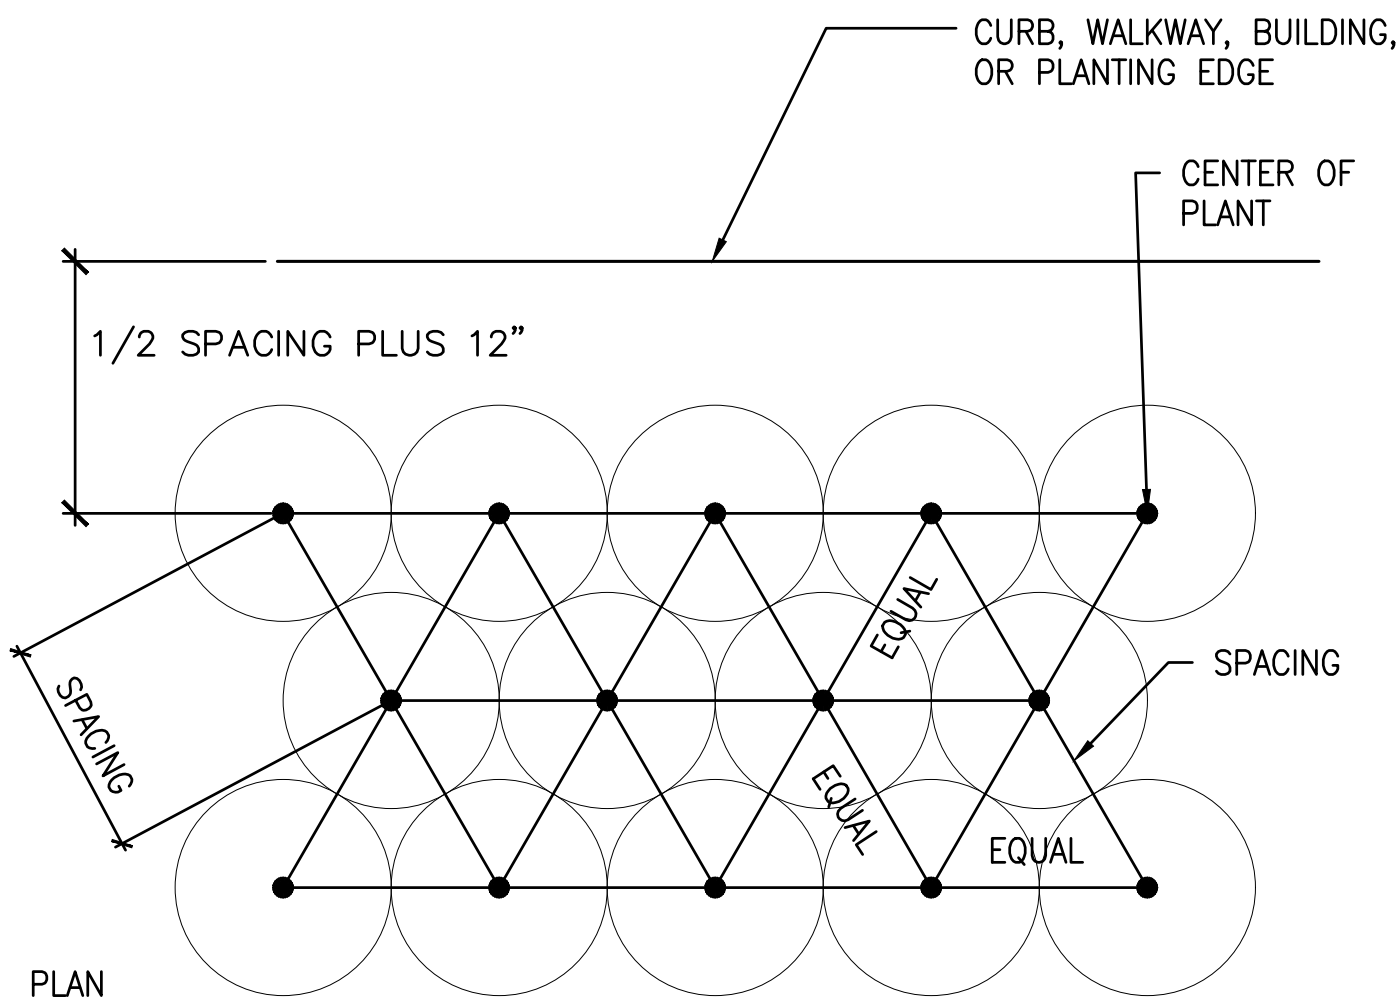 CURB, WALKWAY, BUILDING,
OR PLANTING EDGE
CENTER OF
PLANT
1/2 SPACING PLUS 12”
EQUAL
SPACING
SPACING
EQUAL
EQUAL
PLAN